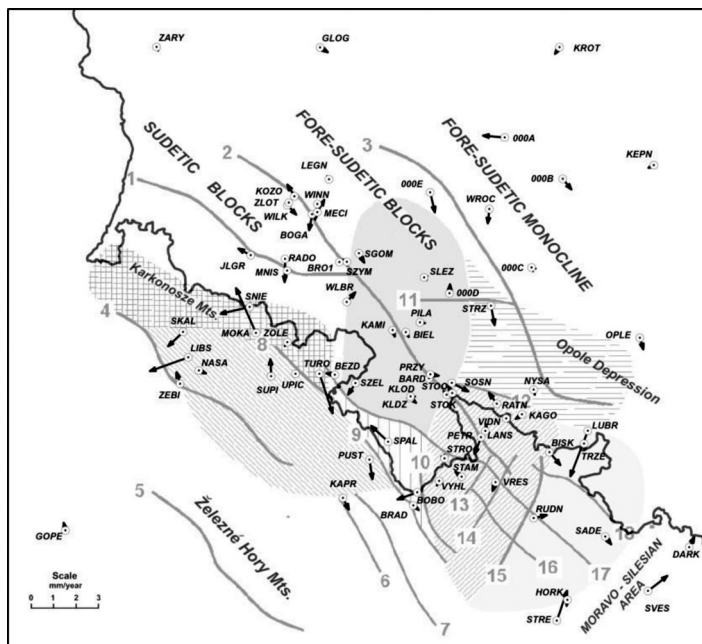 ZARY
GLOG
KROT
SUDETIC BLOCKS
FORE-SUDETIC BLOCKS
FORE-SUDETIC MONOCLINE
000A
KEPN
1
2
3
LEGN
000E
000B
KOZO
WINN
ZLOT
WILK
MECI
WROC
BOGA
JLGR
RADO
MNIS
BRO1
SZYM
SGOM
SLEZ
000C
Karkonosze Mts.
WLBR
11
000D
SNIE
4
SKAL
MOKA
ZOLE
KAMI
PILA
BIEL
STRZ
OPLE
Opole Depression
LIBS
NASA
8
TURO
BEZD
PRZY
BARD
ZEBI
SUPI
UPIC
SZEL
KLOD
STOO
SOSN
NYSA
12
KLDZ
STOK
RATN
KAGO
VIDN
9
SPAL
PETR
LANS
LUBR
BISK
TRZE
PUST
10
STRO
STAM
KAPR
VYHL
VRES
5
BOBO
13
BRAD
RUDN
Železné Hory Mts.
GOPE
14
SADE
18
DARK
Scale
mm/year
0 1 2 3
6
15
16
17
MORAVO - SILESIAN
AREA
HORK
SVES
7
STRE